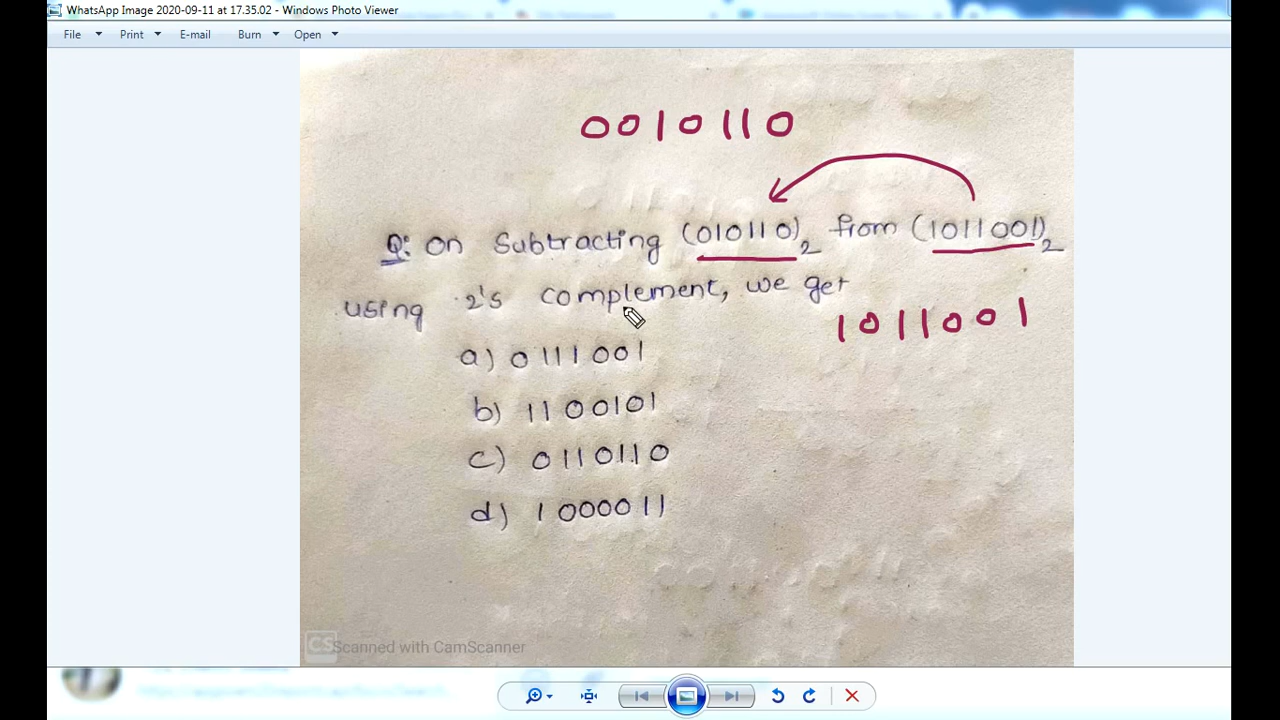 WhatsApp Image 2020-09-11 at 17.35.02 - Windows Photo Viewer
File Print E-mail Burn Open
0010110
Q: On Subtracting (010110)2 from (1011001)2
using 2's complement, we get
1011001
a) 0111001
b) 1100101
c) 0110110
d) 1000011
CS Scanned with CamScanner